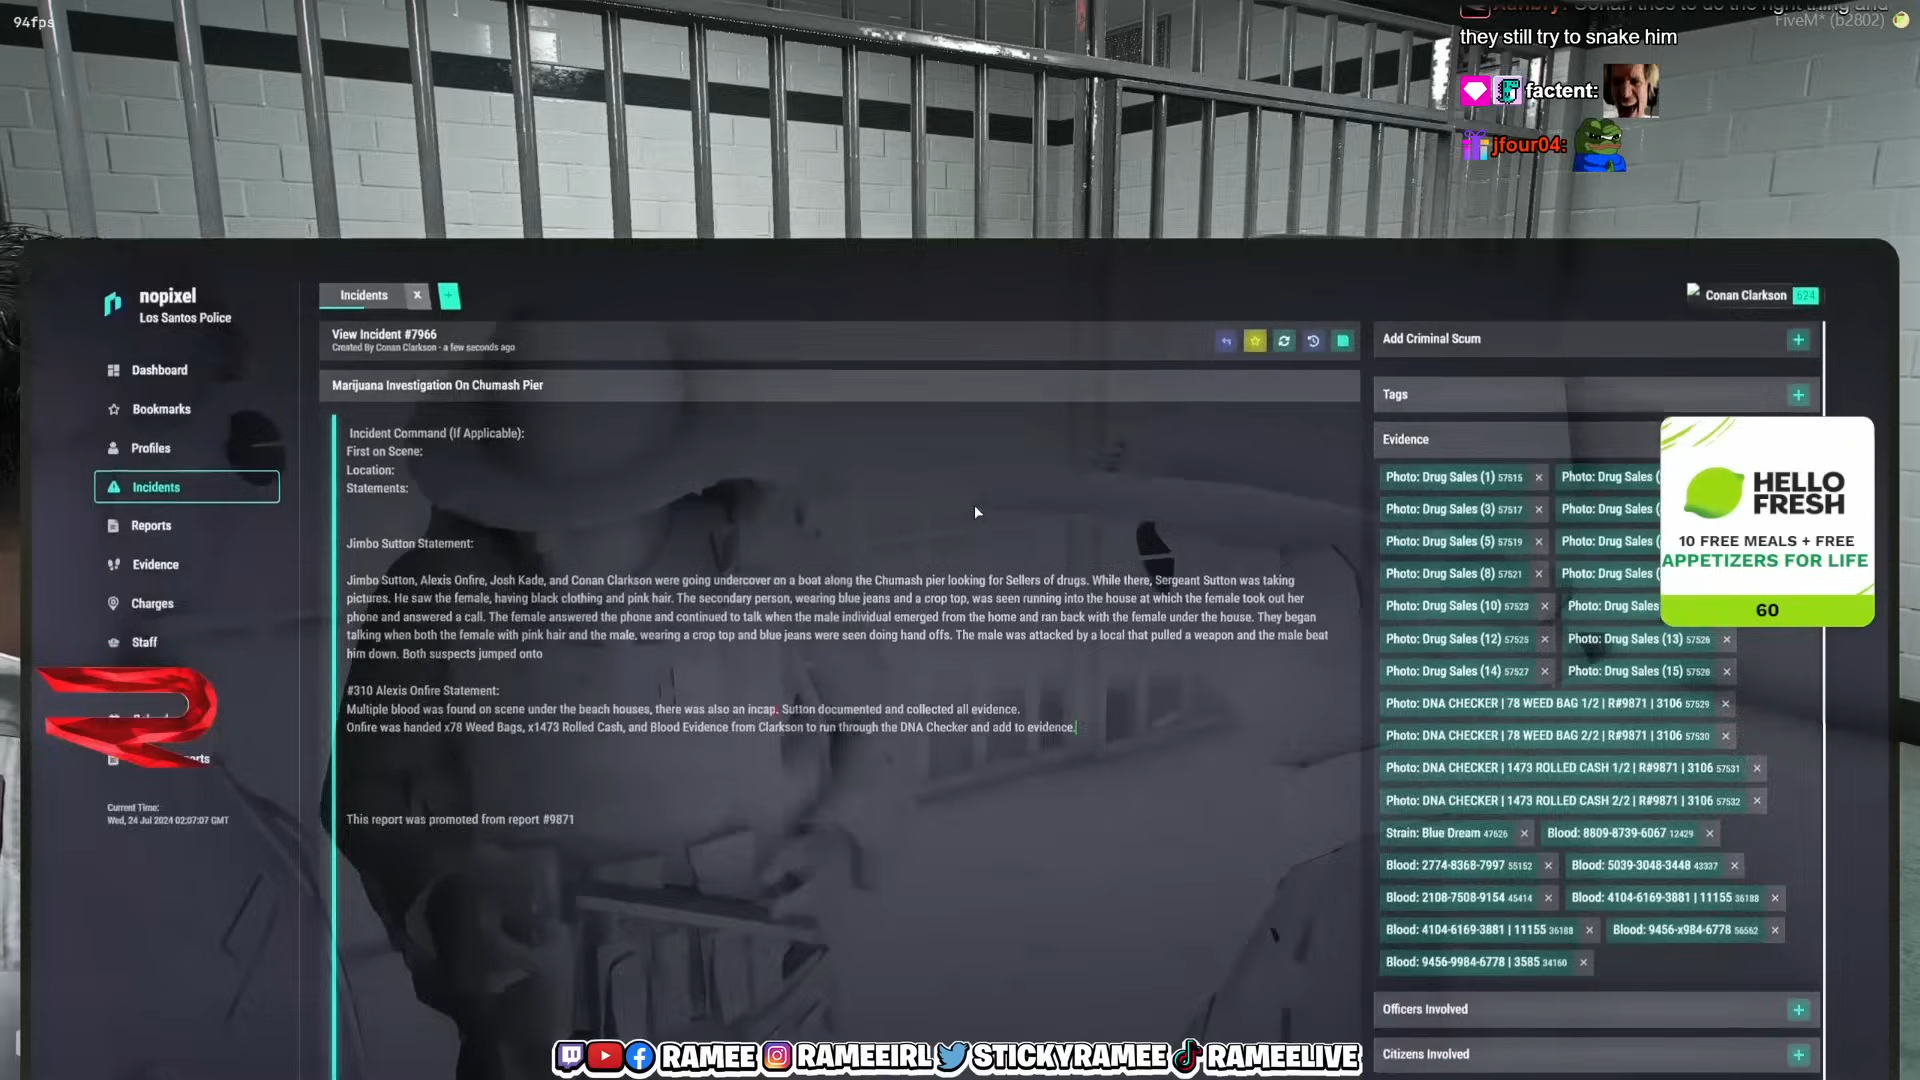 94fps
FiveM* (b2802)
they still try to snake him
factent:
jfour04:
nopixel
Los Santos Police
Incidents x +
Conan Clarkson 624
View Incident #7966
Created By Conan Clarkson - a few seconds ago
Marijuana Investigation On Chumash Pier
Dashboard
Bookmarks
Profiles
Incidents
Reports
Evidence
Charges
Staff
Current Time:
Wed, 24 Jul 2024 02:07:07 GMT
Incident Command (If Applicable):
First on Scene:
Location:
Statements:
Jimbo Sutton Statement:
Jimbo Sutton, Alexis Onfire, Josh Kade, and Conan Clarkson were going undercover on a boat along the Chumash pier looking for Sellers of drugs. While there, Sergeant Sutton was taking
pictures. He saw the female, having black clothing and pink hair. The secondary person, wearing blue jeans and a crop top, was seen running into the house at which the female took out her
phone and answered a call. The female answered the phone and continued to talk when the male individual emerged from the home and ran back with the female under the house. They began
talking when both the female with pink hair and the male, wearing a crop top and blue jeans were seen doing hand offs. The male was attacked by a local that pulled a weapon and the male beat
him down. Both suspects jumped onto
#310 Alexis Onfire Statement:
Multiple blood was found on scene under the beach houses, there was also an incap. Sutton documented and collected all evidence.
Onfire was handed x78 Weed Bags, x1473 Rolled Cash, and Blood Evidence from Clarkson to run through the DNA Checker and add to evidence.
This report was promoted from report #9871
Add Criminal Scum +
Tags +
Evidence
Photo: Drug Sales (1) 57515 x Photo: Drug Sales (
Photo: Drug Sales (3) 57517 x Photo: Drug Sales (
Photo: Drug Sales (5) 57519 x Photo: Drug Sales (
Photo: Drug Sales (8) 57521 x Photo: Drug Sales (
Photo: Drug Sales (10) 57523 x Photo: Drug Sales
Photo: Drug Sales (12) 57525 x Photo: Drug Sales (13) 57526 x
Photo: Drug Sales (14) 57527 x Photo: Drug Sales (15) 57528 x
Photo: DNA CHECKER | 78 WEED BAG 1/2 | R#9871 | 3106 57529 x
Photo: DNA CHECKER | 78 WEED BAG 2/2 | R#9871 | 3106 57530 x
Photo: DNA CHECKER | 1473 ROLLED CASH 1/2 | R#9871 | 3106 57531 x
Photo: DNA CHECKER | 1473 ROLLED CASH 2/2 | R#9871 | 3106 57532 x
Strain: Blue Dream 47626 x Blood: 8809-8739-6067 12429 x
Blood: 2774-8368-7997 55152 x Blood: 5039-3048-3448 43337 x
Blood: 2108-7508-9154 45414 x Blood: 4104-6169-3881 | 11155 36188 x
Blood: 4104-6169-3881 | 11155 36188 x Blood: 9456-x984-6778 56562 x
Blood: 9456-9984-6778 | 3585 34160 x
Officers Involved +
Citizens Involved +
HELLO
FRESH
10 FREE MEALS + FREE
APPETIZERS FOR LIFE
60
RAMEE RAMEEIRL STICKYRAMEE RAMEELIVE